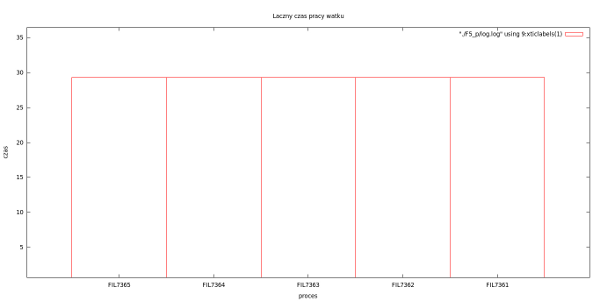 Laczny czas pracy watku
"./F5_p/log.log" using 9:xticlabels(1)
35
30
25
20
15
10
5
czas
FIL7365 FIL7364 FIL7363 FIL7362 FIL7361
proces